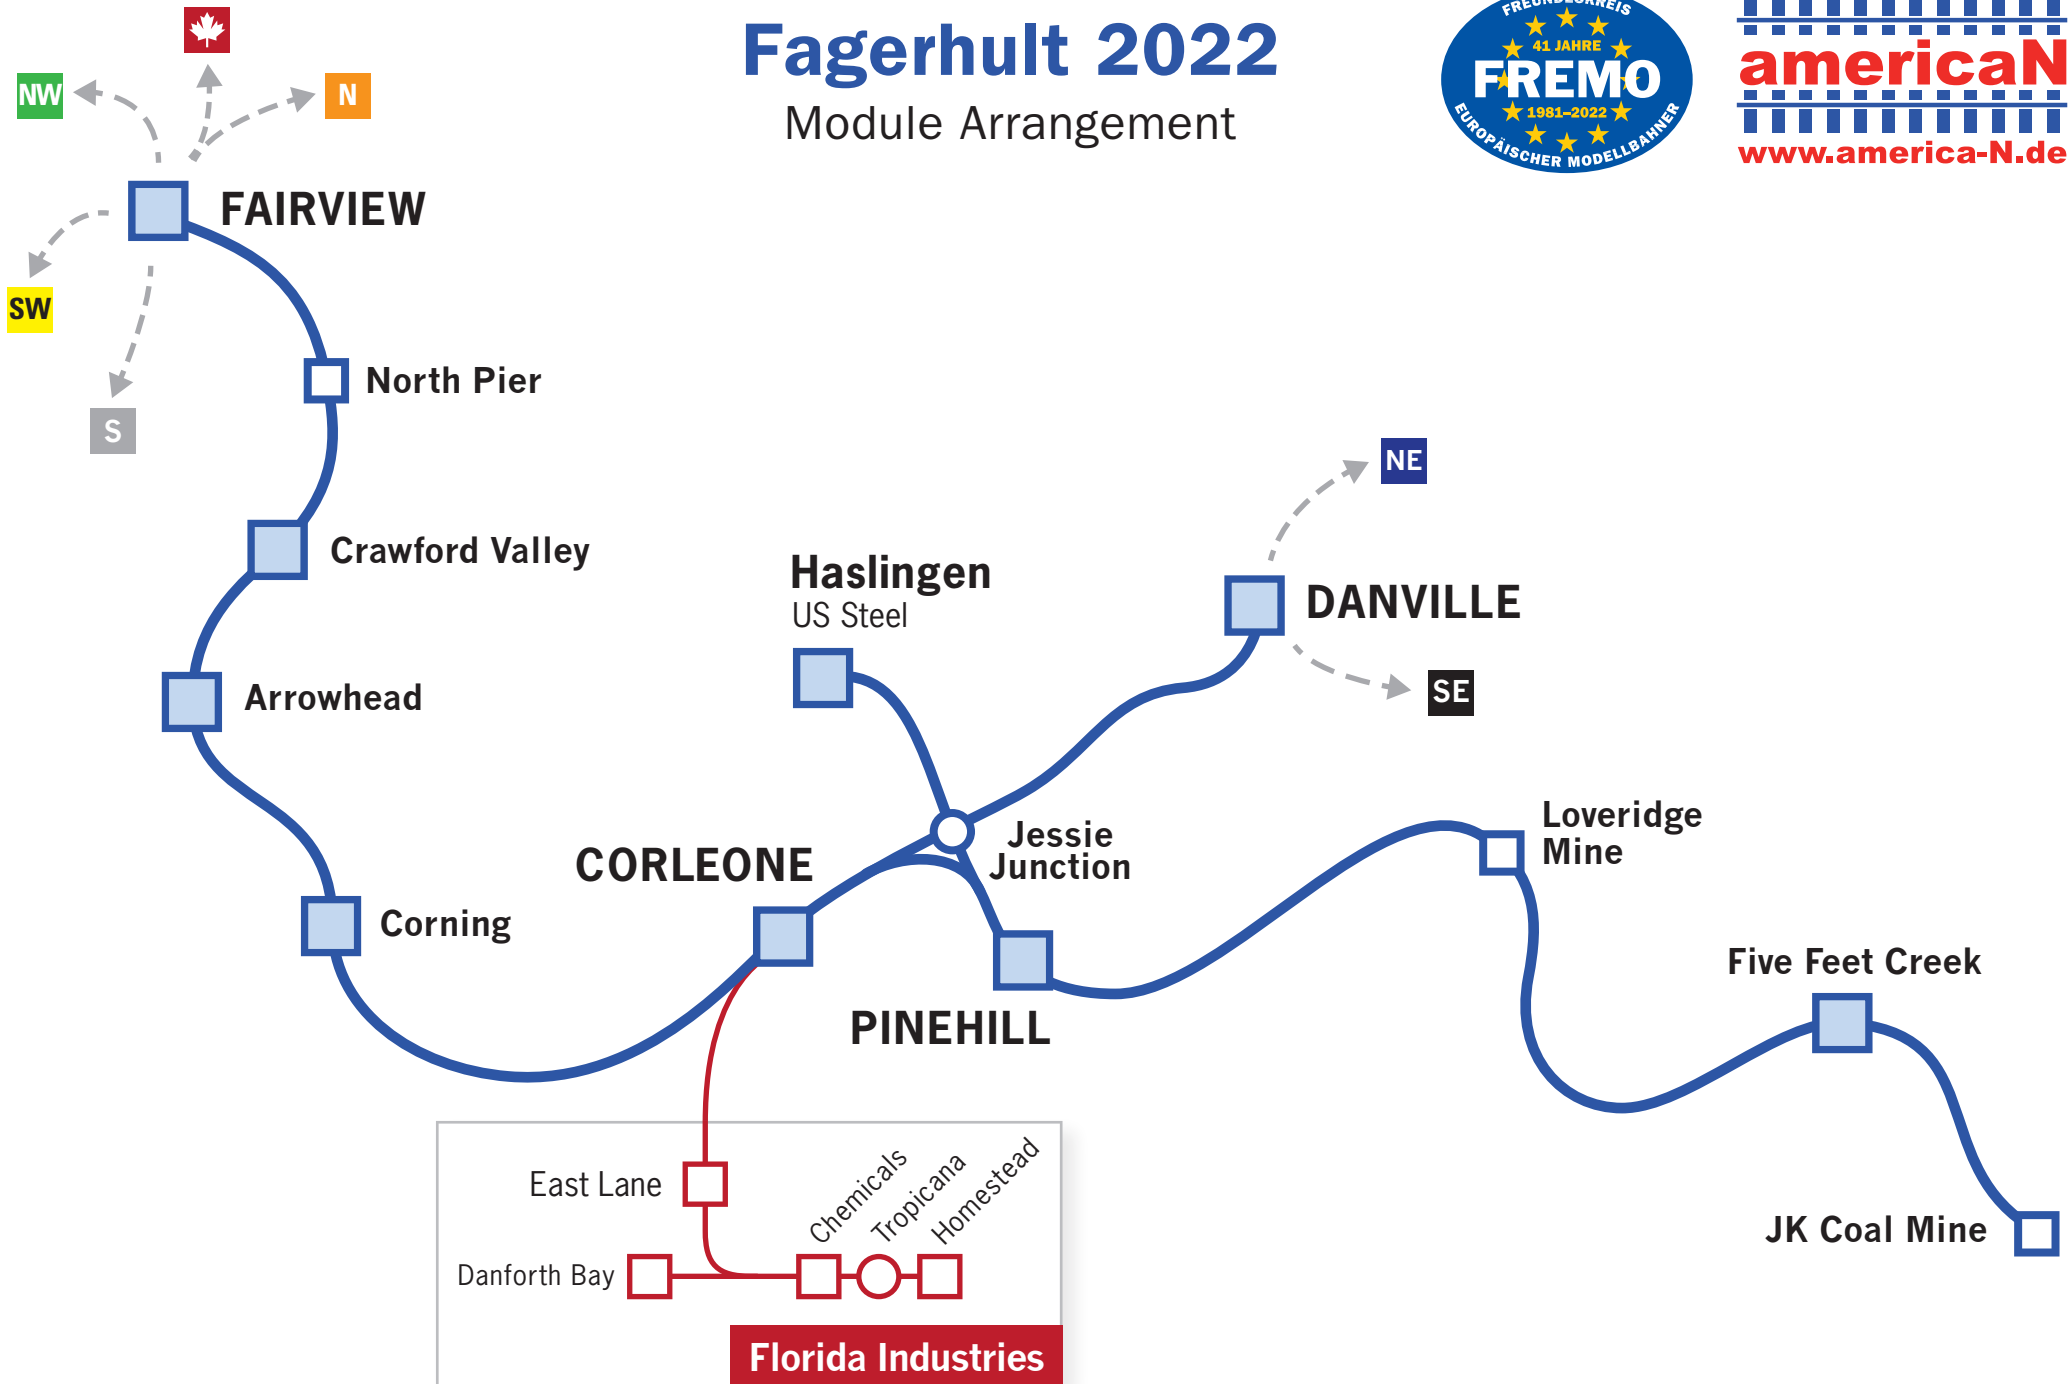 Fagerhult 2022
Module Arrangement
FREUNDESKREIS
41 JAHRE
FREMO
1981–2022
EUROPÄISCHER MODELLBAHNER
americaN
www.america-N.de
NW
N
FAIRVIEW
SW
North Pier
S
NE
Crawford Valley
Haslingen
US Steel
DANVILLE
Arrowhead
SE
Loveridge
Mine
Jessie
Junction
CORLEONE
Corning
Five Feet Creek
PINEHILL
East Lane
Chemicals
Tropicana
Homestead
JK Coal Mine
Danforth Bay
Florida Industries